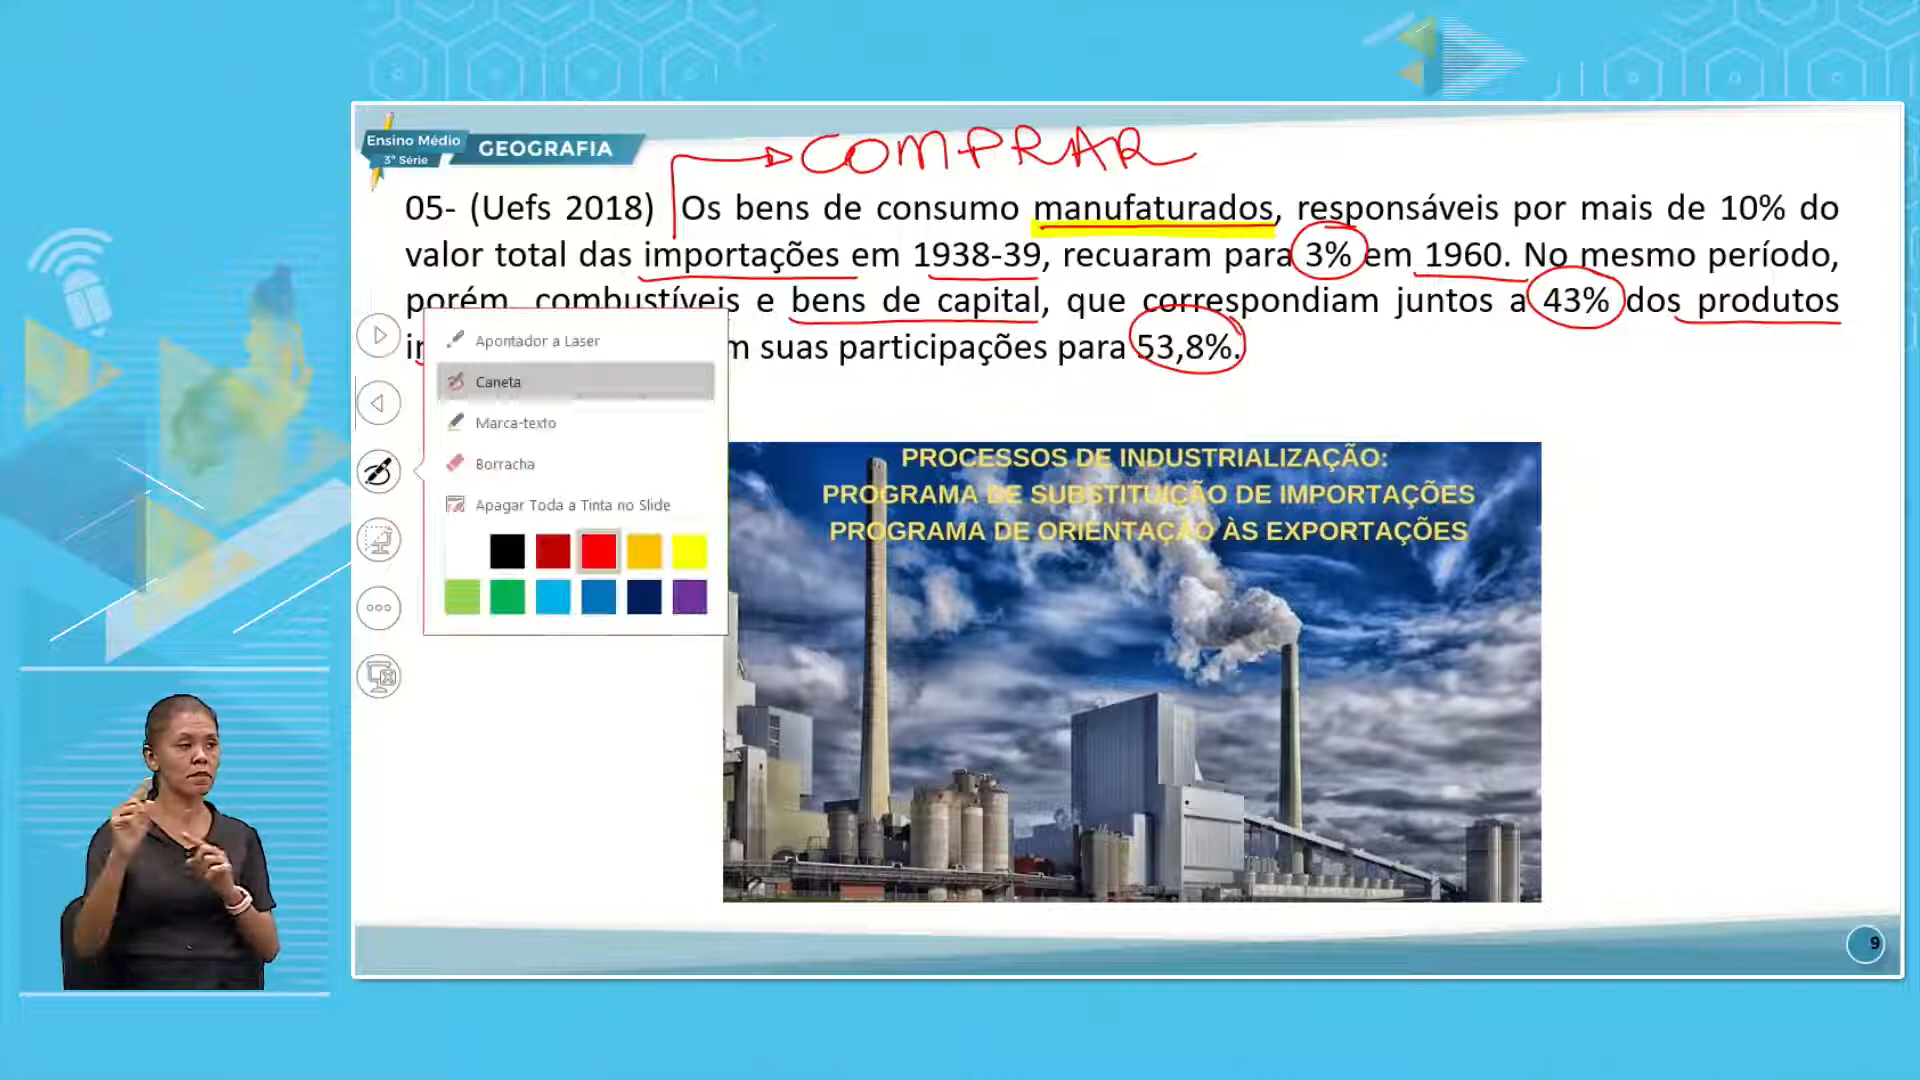 Ensino Médio
3ª Série
GEOGRAFIA
COMPRAR
05- (Uefs 2018) Os bens de consumo manufaturados, responsáveis por mais de 10% do
valor total das importações em 1938-39, recuaram para 3% em 1960. No mesmo período,
porém, combustíveis e bens de capital, que correspondiam juntos a 43% dos produtos
suas participações para 53,8%.
Apontador a Laser
Caneta
Marca-texto
Borracha
Apagar Toda a Tinta no Slide
PROCESSOS DE INDUSTRIALIZAÇÃO:
PROGRAMA DE SUBSTITUIÇÃO DE IMPORTAÇÕES
PROGRAMA DE ORIENTAÇÃO ÀS EXPORTAÇÕES
9